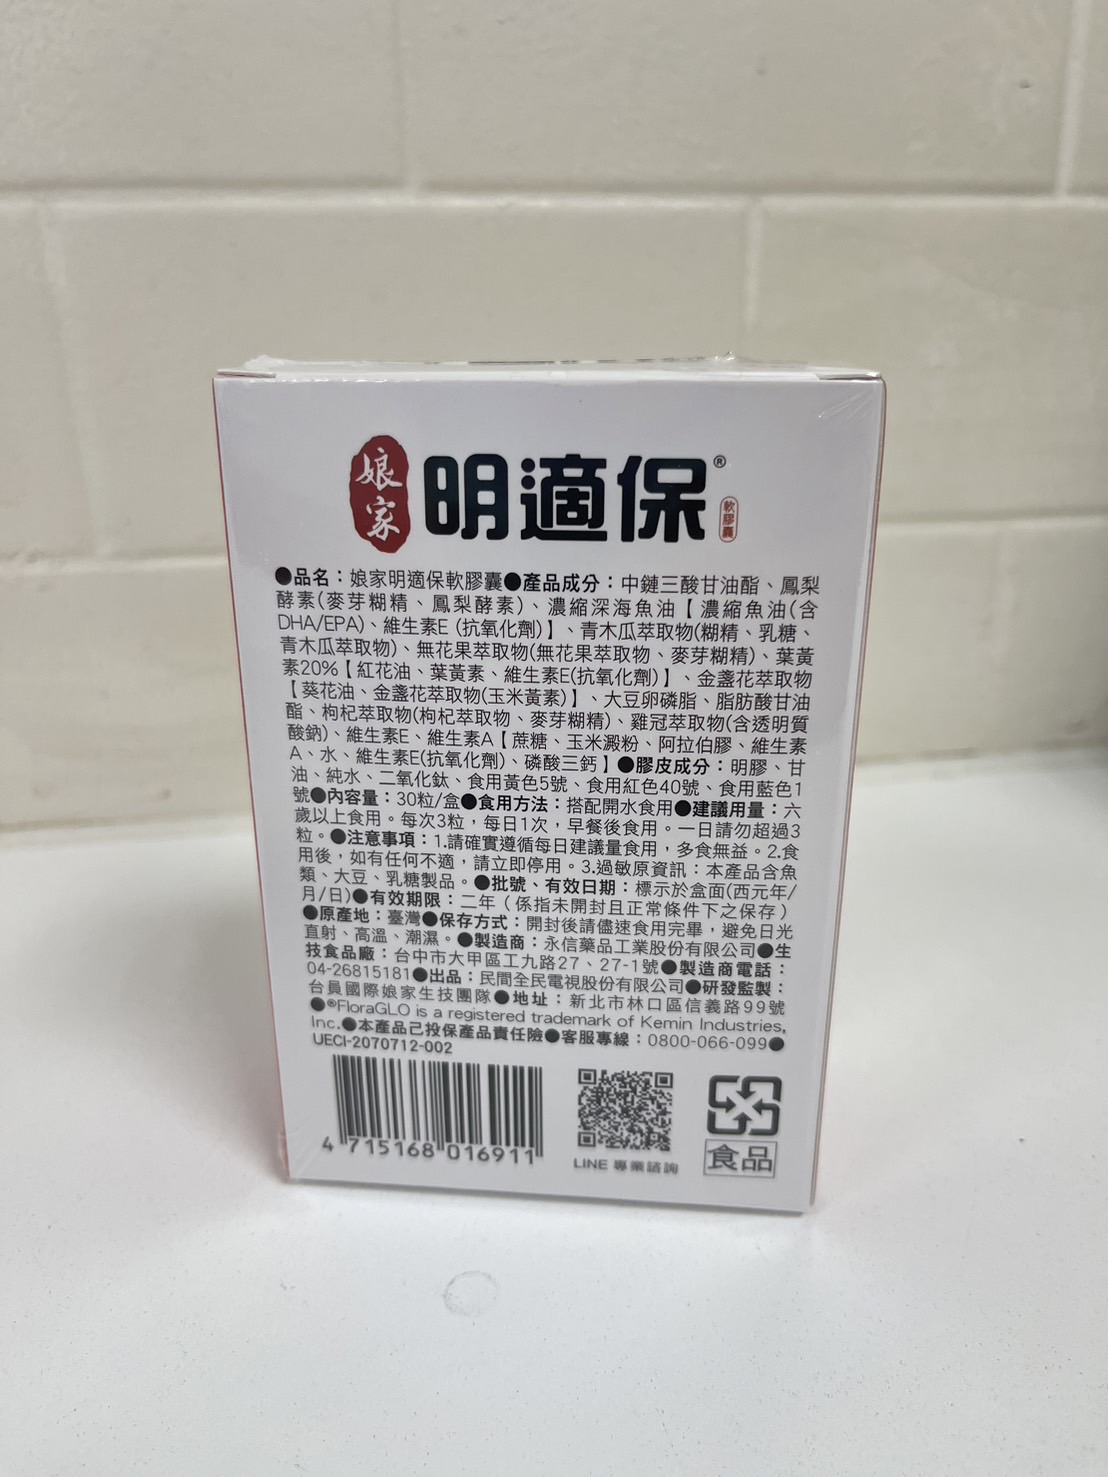 娘家 明適保® 軟膠囊
●品名：娘家明適保軟膠囊●產品成分：中鏈三酸甘油酯、鳳梨
酵素(麥芽糊精、鳳梨酵素)、濃縮深海魚油【濃縮魚油(含
DHA/EPA)、維生素E (抗氧化劑)】、青木瓜萃取物(糊精、乳糖、
青木瓜萃取物)、無花果萃取物(無花果萃取物、麥芽糊精)、葉黃
素20%【紅花油、葉黃素、維生素E(抗氧化劑)】、金盞花萃取物
【葵花油、金盞花萃取物(玉米黃素)】、大豆卵磷脂、脂肪酸甘油
酯、枸杞萃取物(枸杞萃取物、麥芽糊精)、雞冠萃取物(含透明質
酸鈉)、維生素E、維生素A【蔗糖、玉米澱粉、阿拉伯膠、維生素
A、水、維生素E(抗氧化劑)、磷酸三鈣】●膠皮成分：明膠、甘
油、純水、二氧化鈦、食用黃色5號、食用紅色40號、食用藍色1
號●內容量：30粒/盒●食用方法：搭配開水食用●建議用量：六
歲以上食用。每次3粒，每日1次，早餐後食用。一日請勿超過3
粒。●注意事項：1.請確實遵循每日建議量食用，多食無益。2.食
用後，如有任何不適，請立即停用。3.過敏原資訊：本產品含魚
類、大豆、乳糖製品。●批號、有效日期：標示於盒面(西元年/
月/日)●有效期限：二年（係指未開封且正常條件下之保存）
●原產地：臺灣●保存方式：開封後請儘速食用完畢，避免日光
直射、高溫、潮濕。●製造商：永信藥品工業股份有限公司●生
技食品廠：台中市大甲區工九路27、27-1號●製造商電話：
04-26815181●出品：民間全民電視股份有限公司●研發監製：
台員國際娘家生技團隊●地址：新北市林口區信義路99號
●®FloraGLO is a registered trademark of Kemin Industries,
Inc.●本產品已投保產品責任險●客服專線：0800-066-099●
UECI-2070712-002
4 715168 016911
LINE 專業諮詢
食品